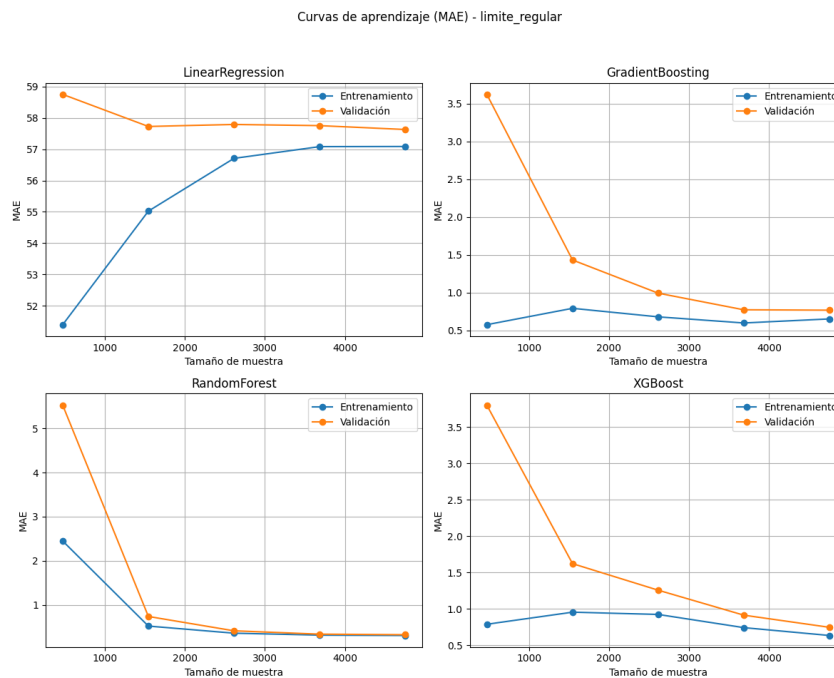 Curvas de aprendizaje (MAE) - limite_regular
LinearRegression
59
58
57
56
55
54
53
52
MAE
1000
2000
3000
4000
Tamaño de muestra
Entrenamiento
Validación
GradientBoosting
3.5
3.0
2.5
2.0
1.5
1.0
0.5
MAE
1000
2000
3000
4000
Tamaño de muestra
Entrenamiento
Validación
RandomForest
5
4
3
2
1
MAE
1000
2000
3000
4000
Tamaño de muestra
Entrenamiento
Validación
XGBoost
3.5
3.0
2.5
2.0
1.5
1.0
0.5
MAE
1000
2000
3000
4000
Tamaño de muestra
Entrenamiento
Validación